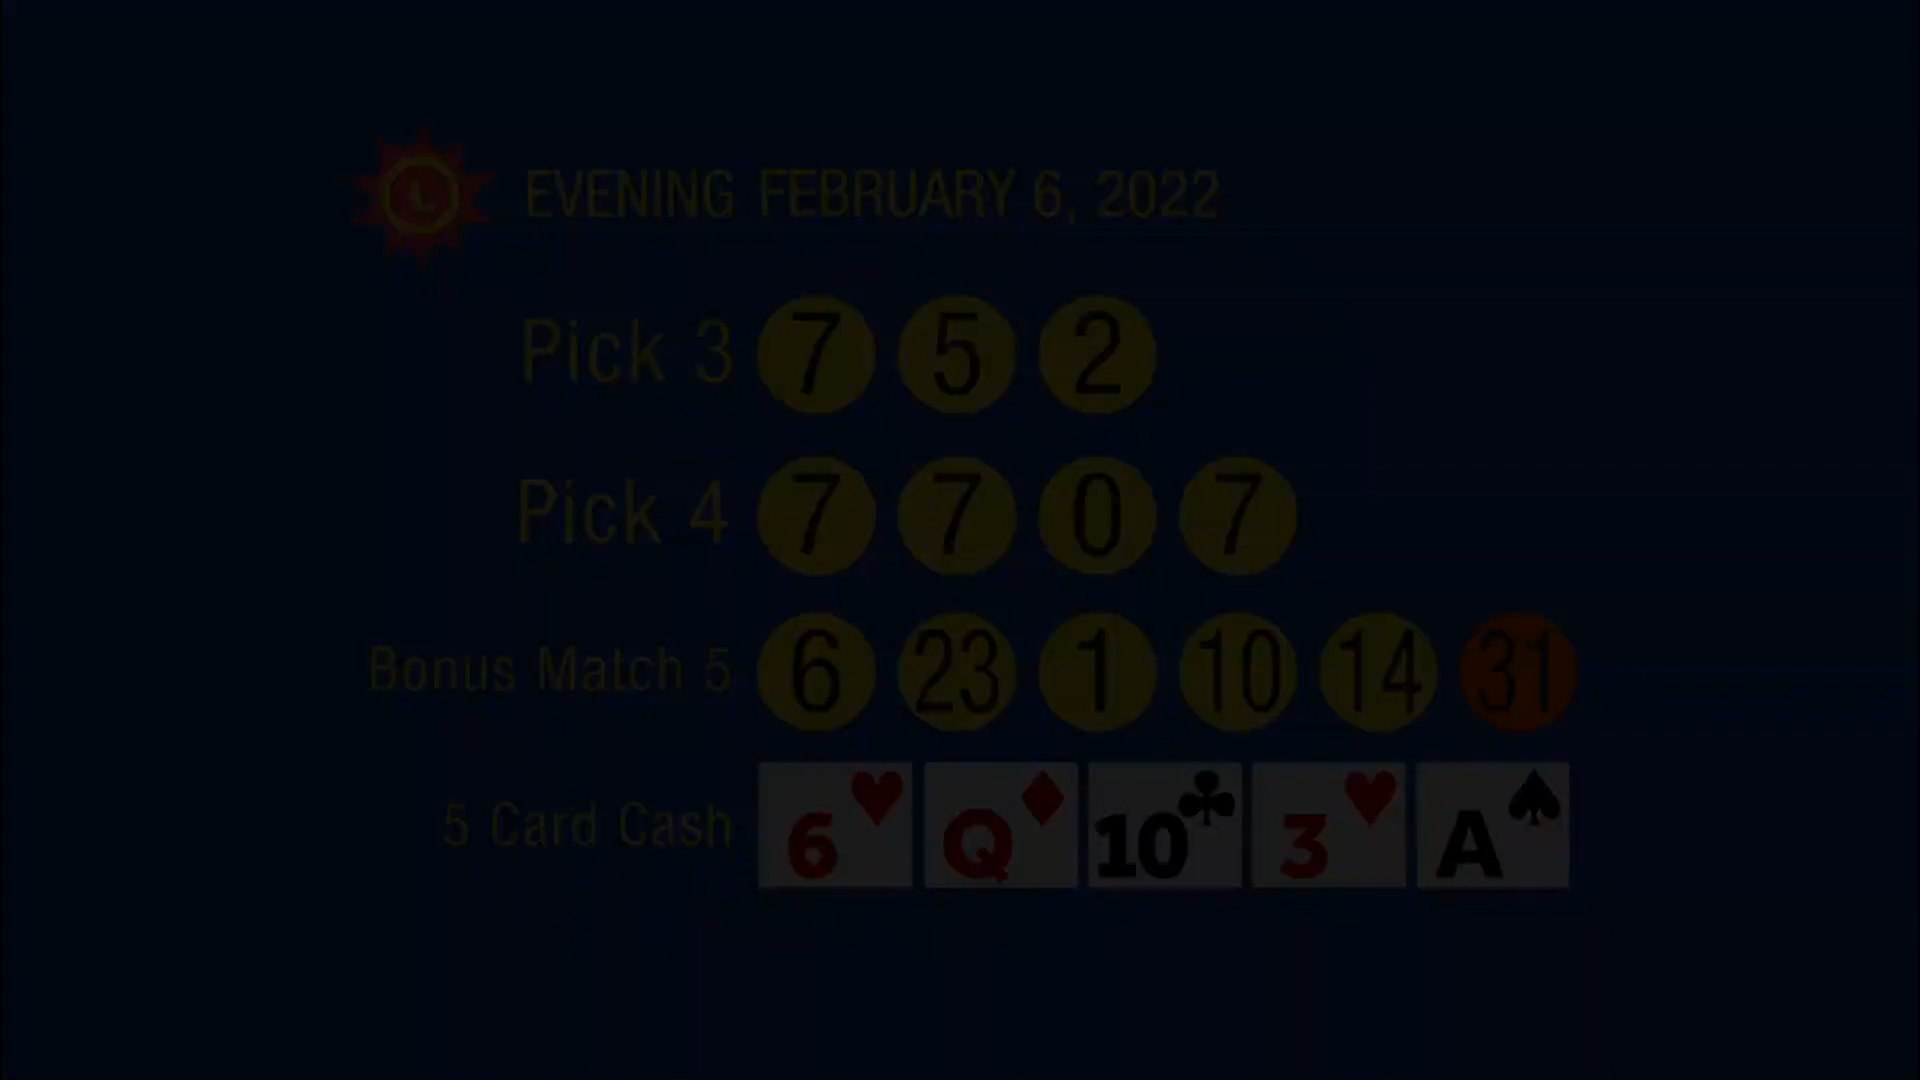 L EVENING FEBRUARY 6, 2022
Pick 3 7 5 2
Pick 4 7 7 0 7
Bonus Match 5 6 23 1 10 14 31
5 Card Cash 6♥ Q♦ 10♣ 3♥ A♠